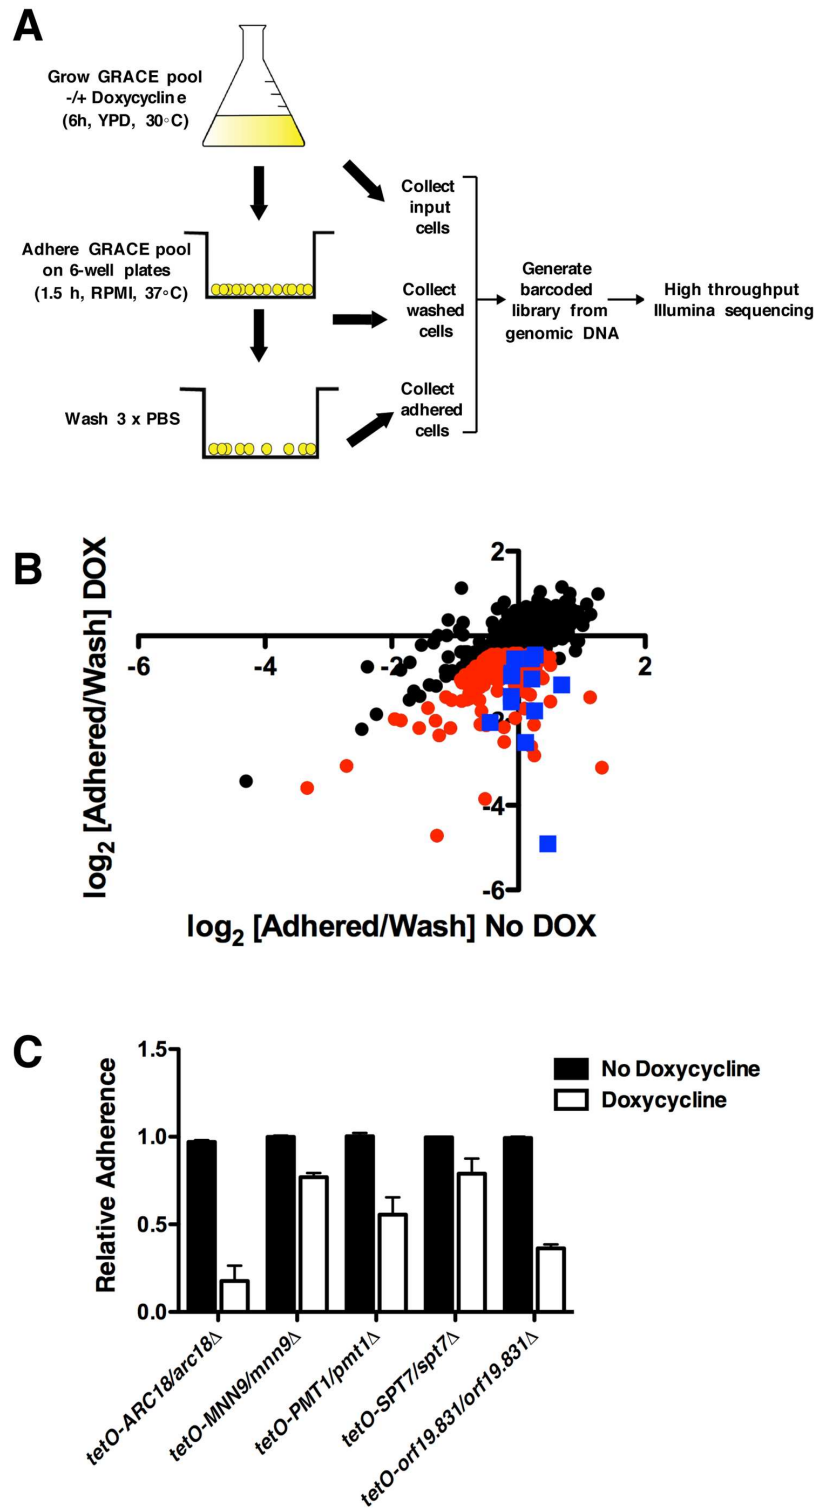 A
Grow GRACE pool
-/+ Doxycycline
(6h, YPD, 30◦C)
Collect
input
cells
Adhere GRACE pool
on 6-well plates
(1.5 h, RPMI, 37◦C)
Collect
washed
cells
Generate
barcoded
library from
genomic DNA
High throughput
Illumina sequencing
Wash 3 x PBS
Collect
adhered
cells
B
log2 [Adhered/Wash] DOX
2
-6
-4
-2
2
-2
-4
-6
log2 [Adhered/Wash] No DOX
C
Relative Adherence
1.5
1.0
0.5
0.0
No Doxycycline
Doxycycline
tetO-ARC18/arc18Δ
tetO-MNN9/mnn9Δ
tetO-PMT1/pmt1Δ
tetO-SPT7/spt7Δ
tetO-orf19.831/orf19.831Δ